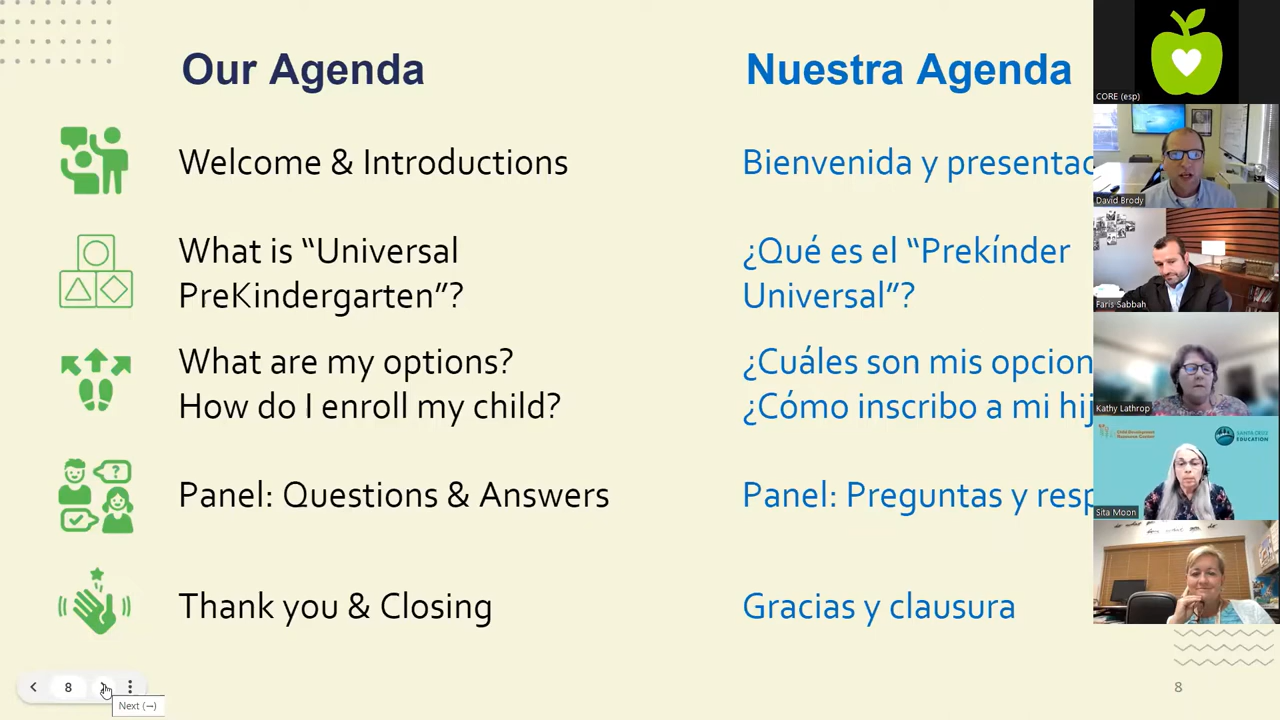 Our Agenda
Welcome & Introductions
What is “Universal
PreKindergarten”?
What are my options?
How do I enroll my child?
Panel: Questions & Answers
Thank you & Closing
Nuestra Agenda
Bienvenida y presentac
¿Qué es el “Prekínder
Universal”?
¿Cuáles son mis opcion
¿Cómo inscribo a mi hij
Panel: Preguntas y resp
Gracias y clausura
CORE (esp)
David Brody
Faris Sabbah
Kathy Lathrop
SANTA CRUZ
EDUCATION
Sita Moon
8
Next (→)
8